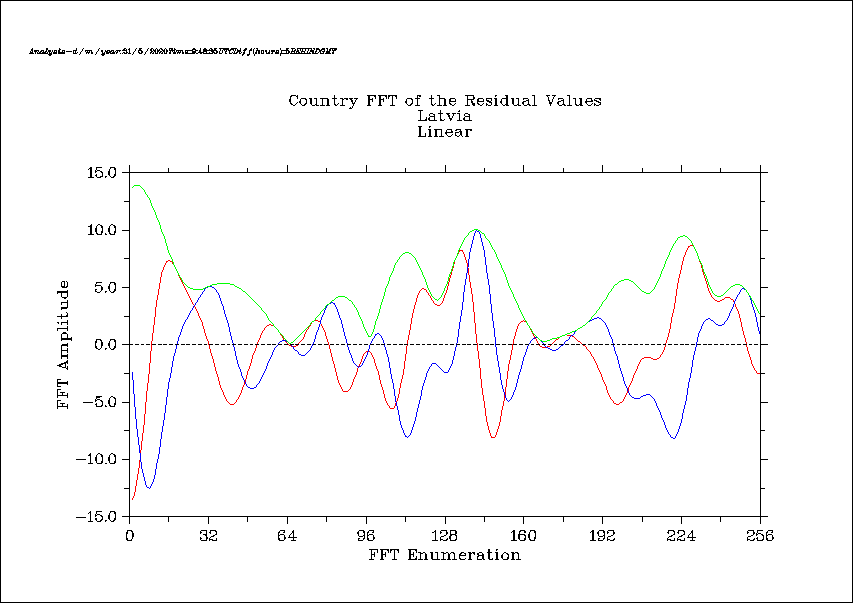 Country FFT of the Residual Values
Latvia
Linear
FFT Amplitude
15.0
10.0
5.0
0.0
−5.0
−10.0
−15.0
0 32 64 96 128 160 192 224 256
FFT Enumeration